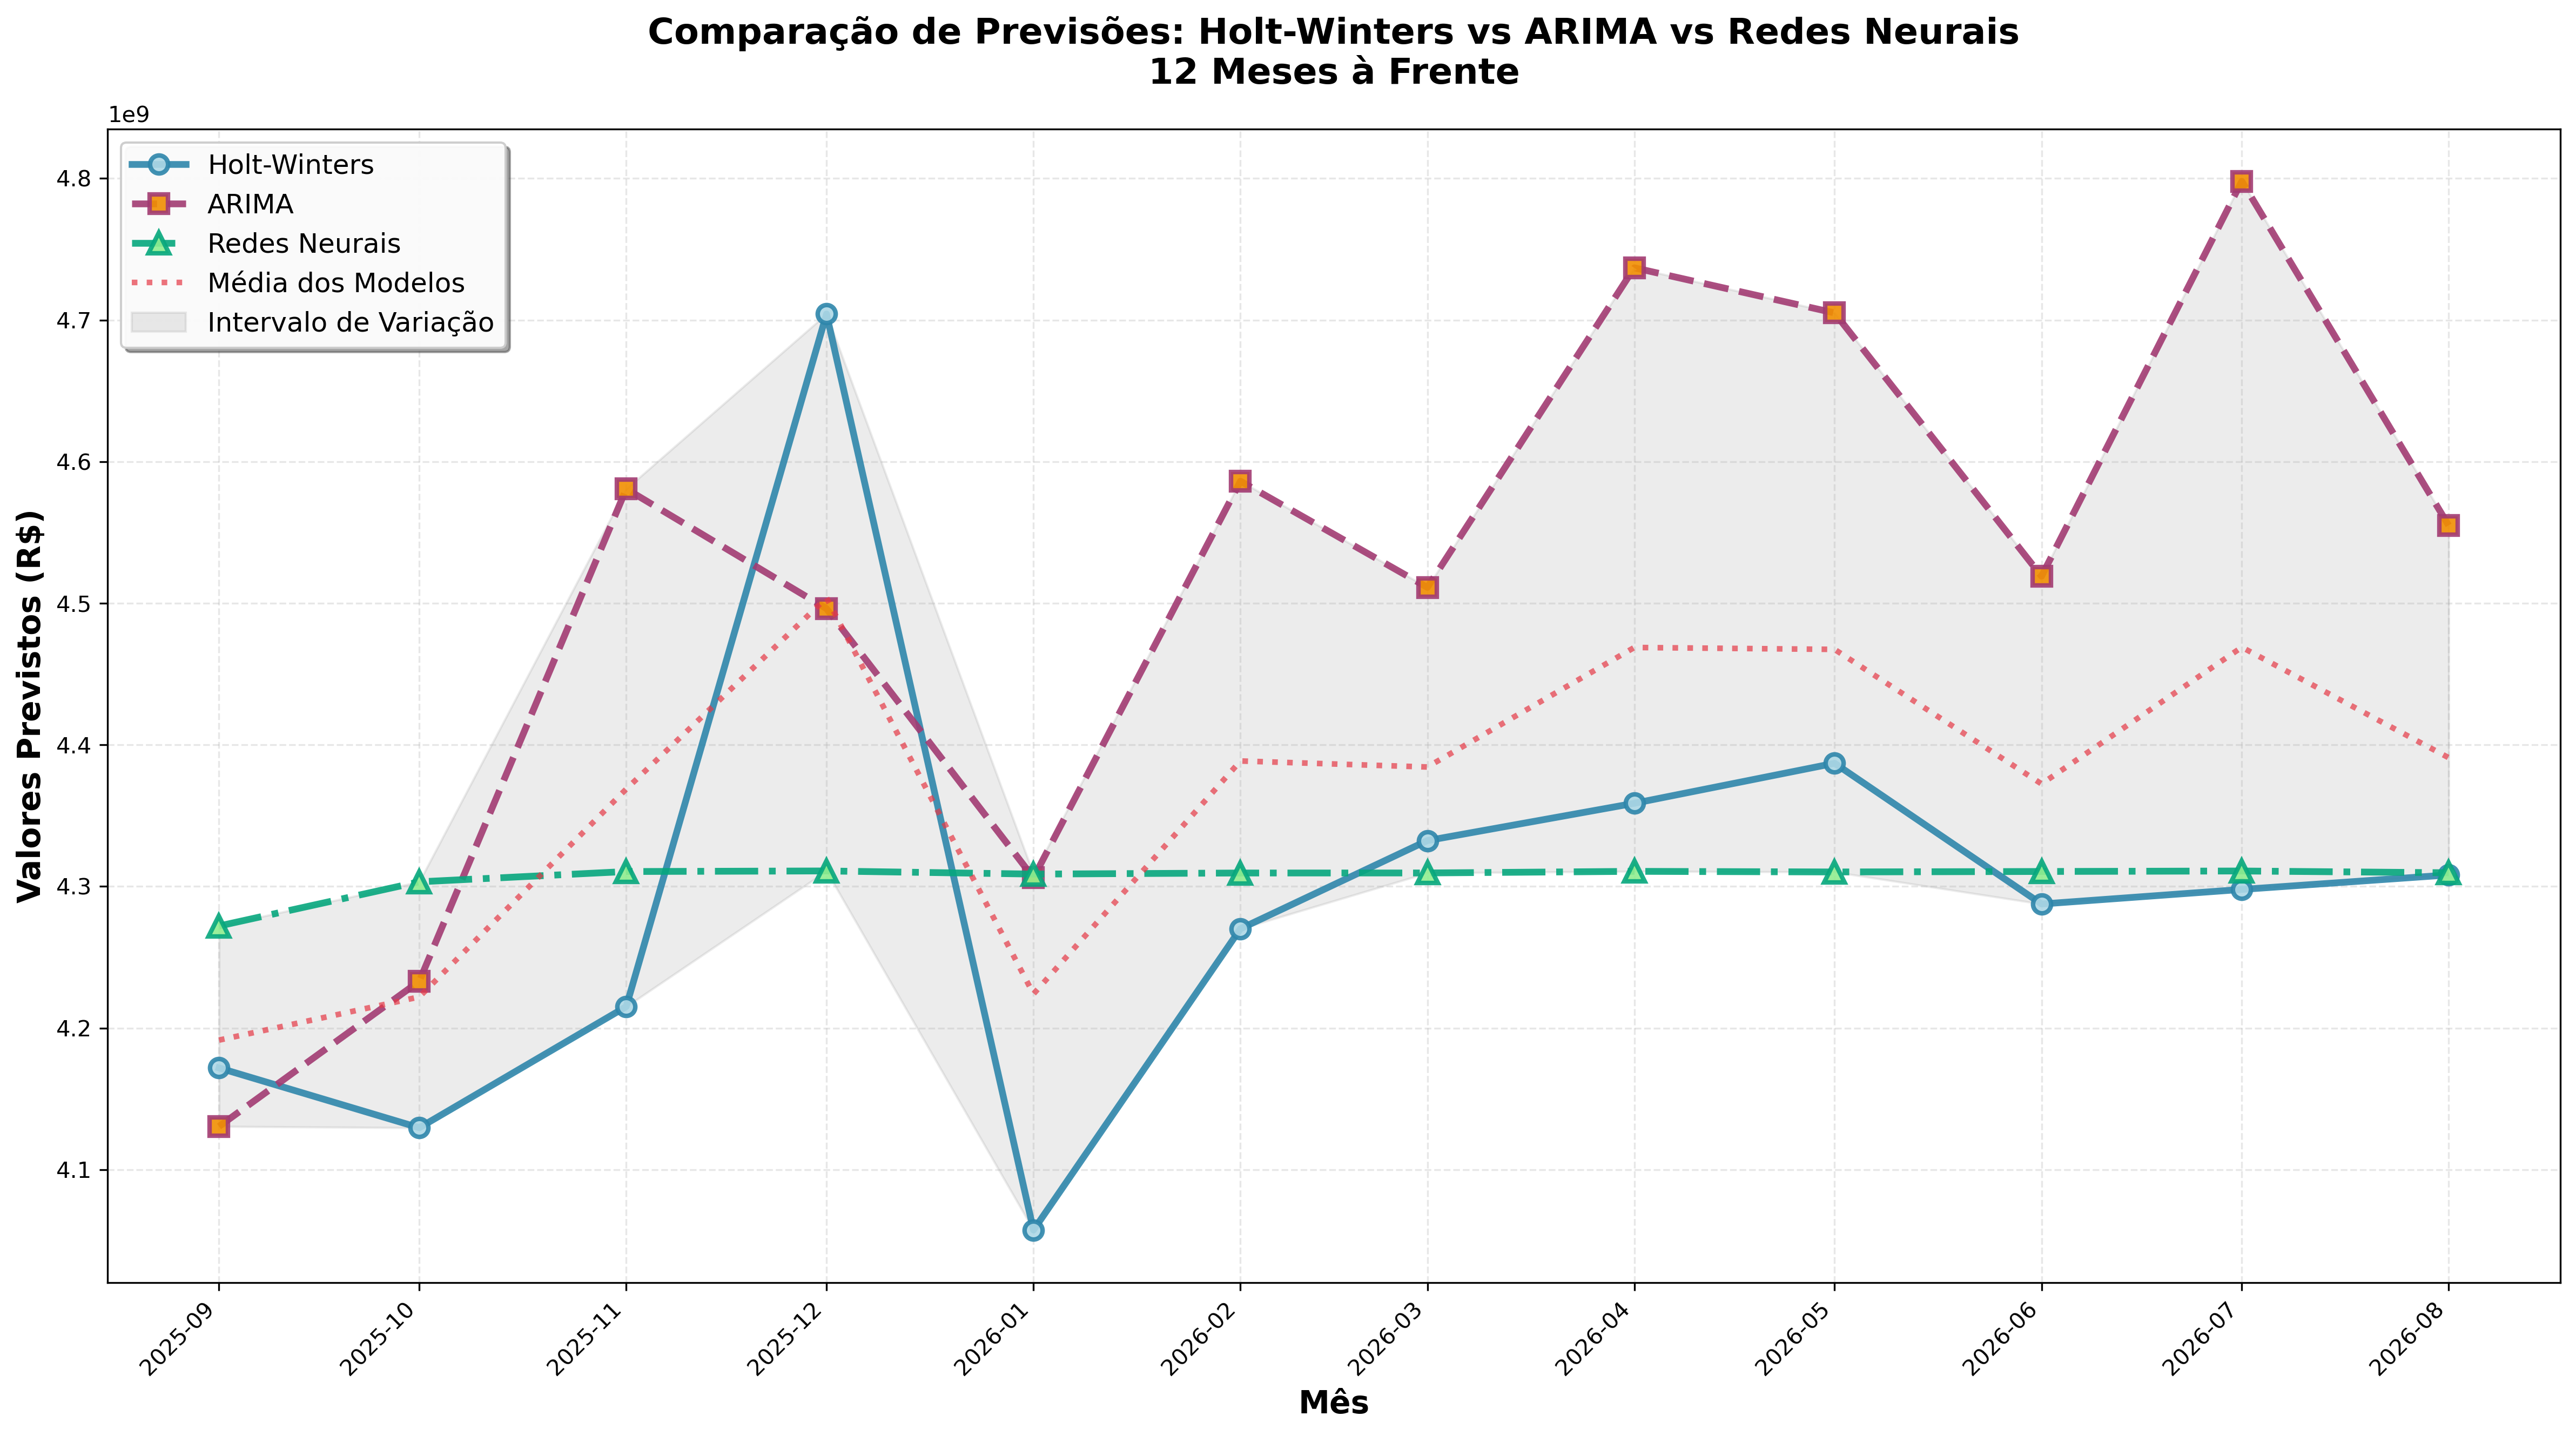 Comparação de Previsões: Holt-Winters vs ARIMA vs Redes Neurais
12 Meses à Frente
1e9
Holt-Winters
ARIMA
Redes Neurais
Média dos Modelos
Intervalo de Variação
4.8
4.7
4.6
4.5
4.4
4.3
4.2
4.1
Valores Previstos (R$)
2025-09
2025-10
2025-11
2025-12
2026-01
2026-02
2026-03
2026-04
2026-05
2026-06
2026-07
2026-08
Mês